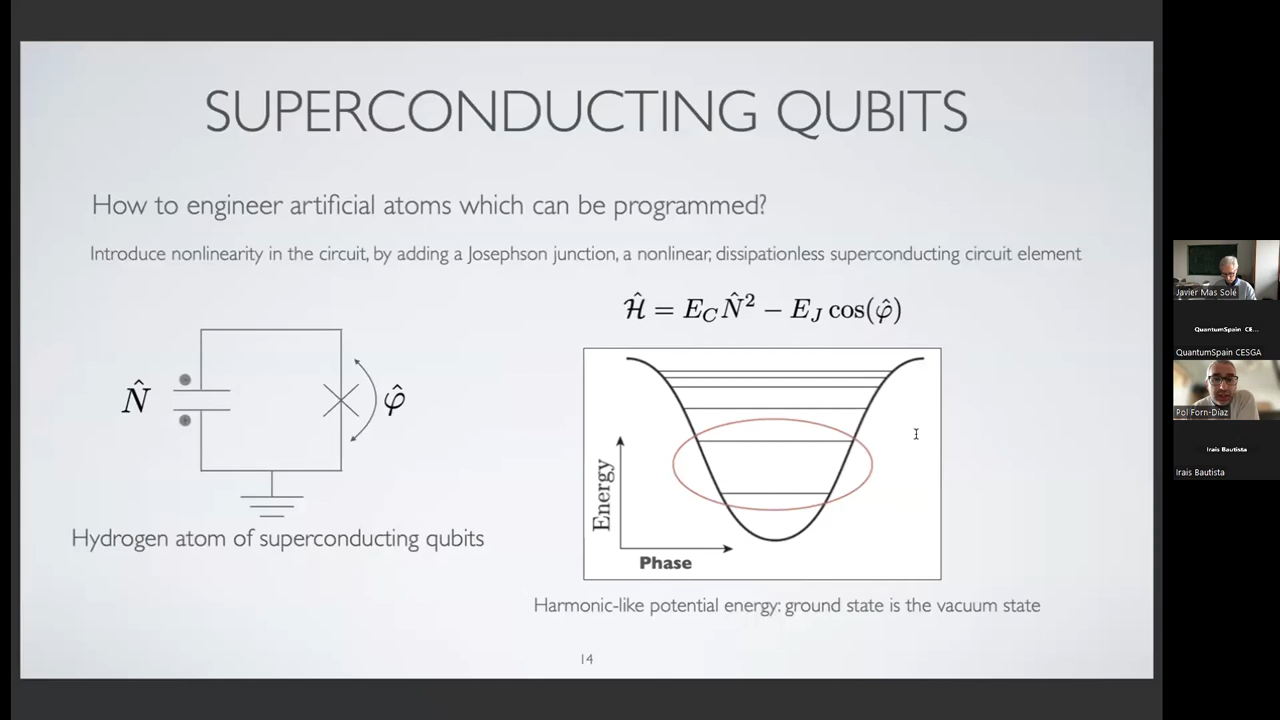 SUPERCONDUCTING QUBITS
How to engineer artificial atoms which can be programmed?
Introduce nonlinearity in the circuit, by adding a Josephson junction, a nonlinear, dissipationless superconducting circuit element
Ĥ = E_C N̂² − E_J cos(φ̂)
N̂
φ̂
Energy
Phase
Hydrogen atom of superconducting qubits
Harmonic-like potential energy: ground state is the vacuum state
14
Javier Mas Solé
QuantumSpain CE...
QuantumSpain CESGA
Pol Forn-Díaz
Irais Bautista
Irais Bautista